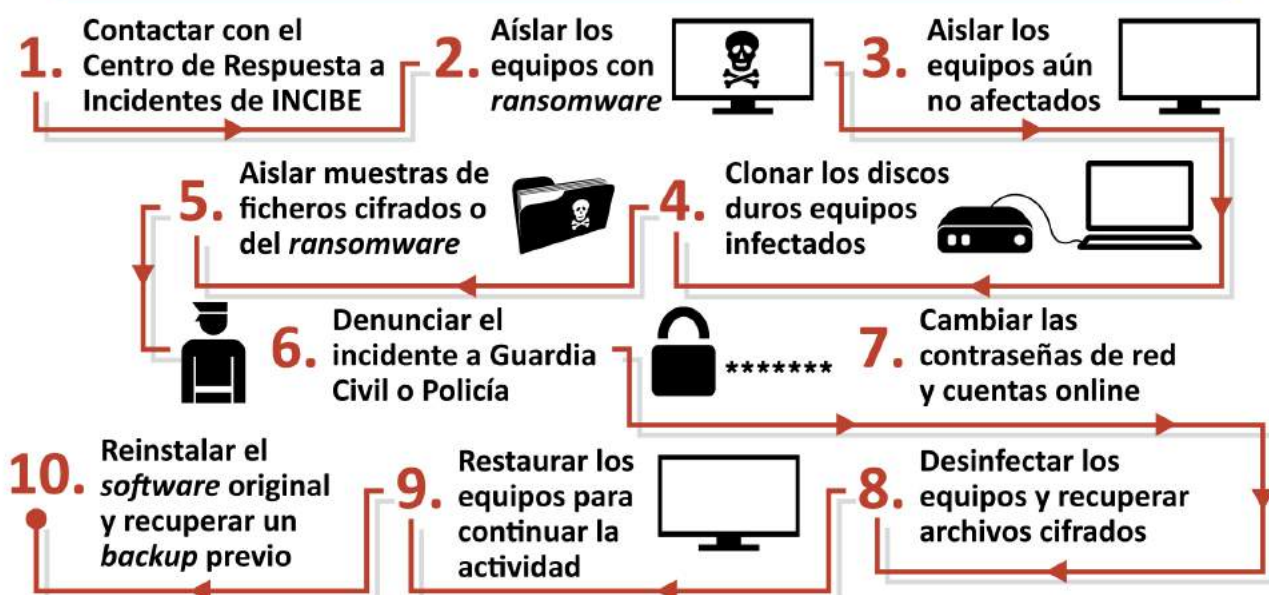 1. Contactar con el
Centro de Respuesta a
Incidentes de INCIBE
2. Aíslar los
equipos con
ransomware
3. Aislar los
equipos aún
no afectados
4. Clonar los discos
duros equipos
infectados
5. Aislar muestras de
ficheros cifrados o
del ransomware
6. Denunciar el
incidente a Guardia
Civil o Policía
*******
7. Cambiar las
contraseñas de red
y cuentas online
8. Desinfectar los
equipos y recuperar
archivos cifrados
9. Restaurar los
equipos para
continuar la
actividad
10. Reinstalar el
software original
y recuperar un
backup previo